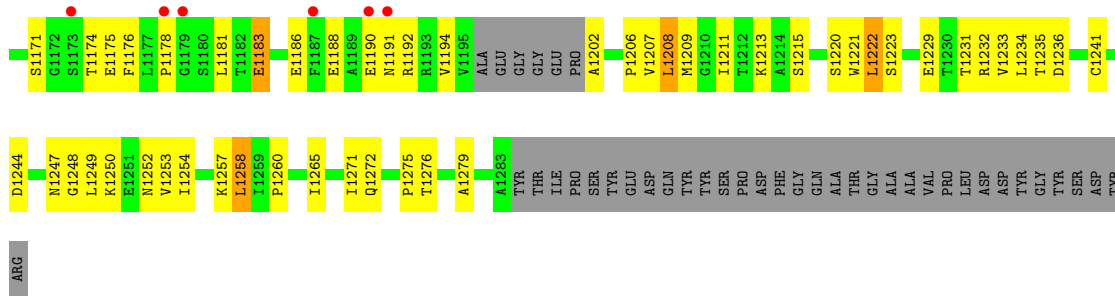 S1171 G1172 S1173 T1174 E1175 F1176 L1177 P1178 G1179 S1180 L1181 T1182 E1183 E1186 F1187 E1188 A1189 E1190 N1191 R1192 R1193 V1194 V1195 ALA GLU GLY GLY GLU PRO A1202 P1206 V1207 L1208 M1209 G1210 I1211 T1212 K1213 A1214 S1215 S1220 W1221 L1222 S1223 E1229 T1230 T1231 R1232 V1233 L1234 T1235 D1236 C1241
D1244 N1247 G1248 L1249 K1250 E1251 N1252 V1253 I1254 K1257 L1258 I1259 P1260 I1265 I1271 Q1272 P1275 T1276 A1279 A1283 TYR THR ILE PRO SER TYR GLU ASP GLN TYR TYR SER PRO ASP PHE GLY GLN ALA THR GLY ALA ALA VAL PRO LEU ASP ASP TYR GLY TYR SER ASP TYR
ARG